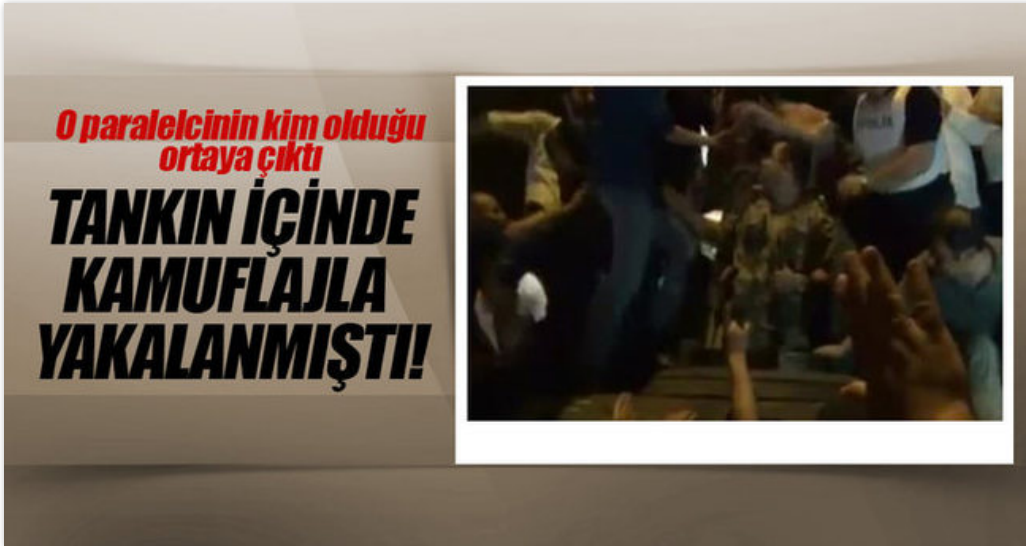 O paralelcinin kim olduğu
ortaya çıktı
TANKIN İÇİNDE
KAMUFLAJLA
YAKALANMIŞTI!